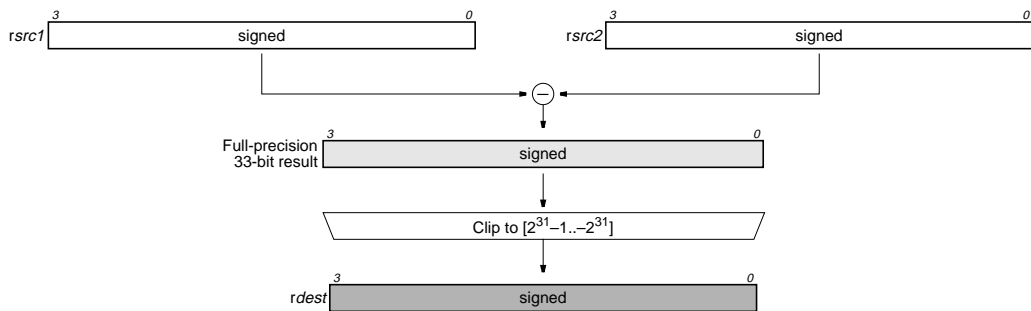 3 0 3 0
rsrc1 signed rsrc2 signed
−
3 0
Full-precision
33-bit result signed
Clip to [2³¹–1..–2³¹]
3 0
rdest signed